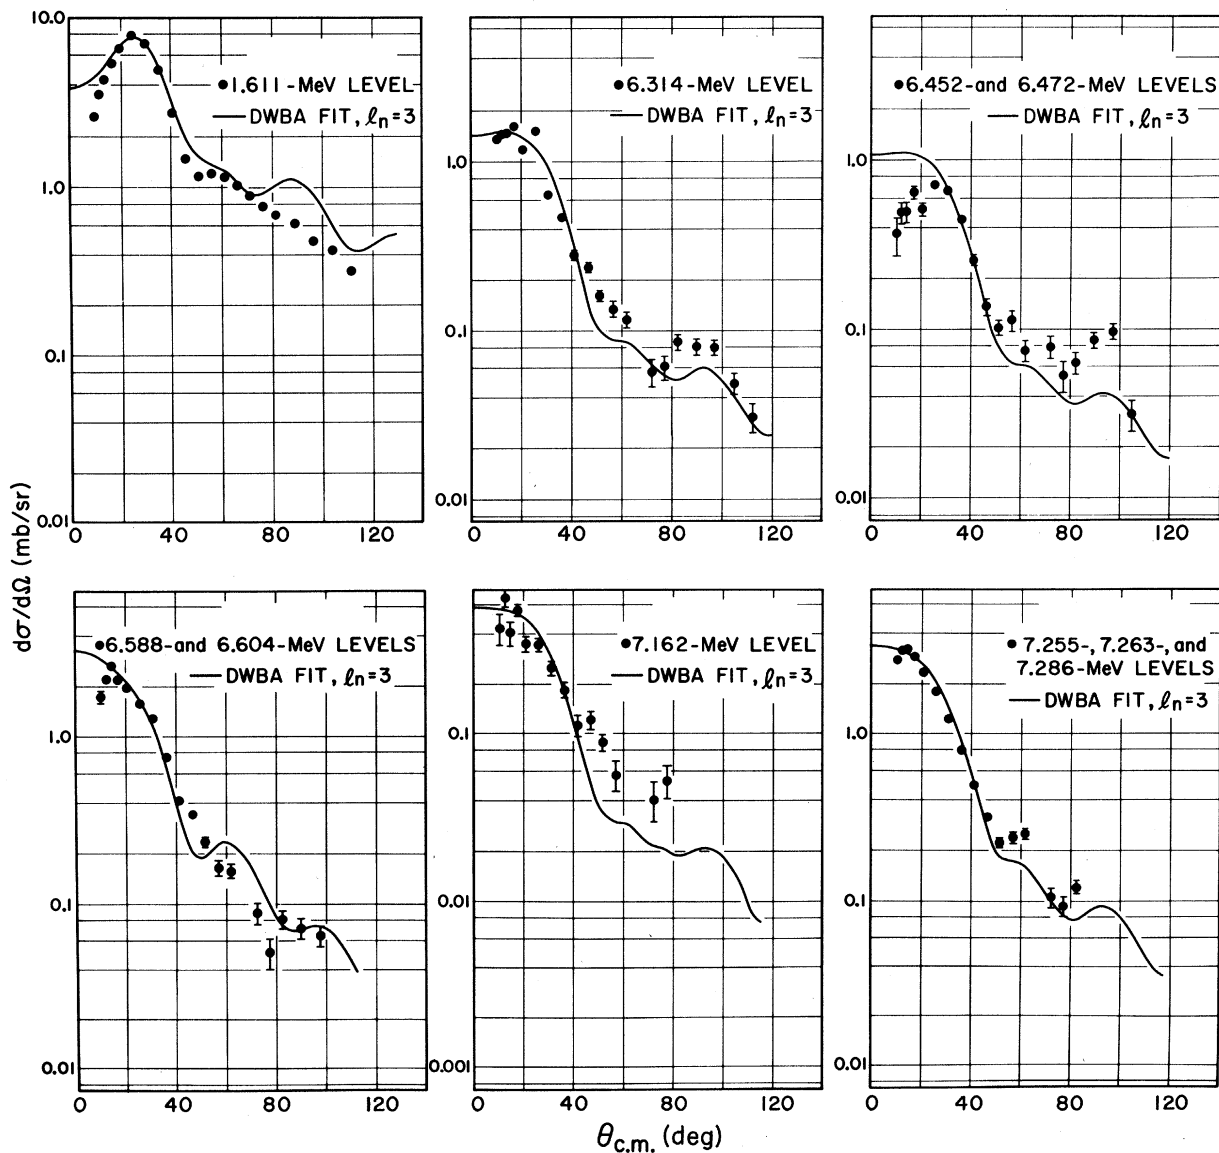 10.0
1.0
0.1
0.01
0 40 80 120
1.611-MeV LEVEL
DWBA FIT, ℓn=3
1.0
0.1
0.01
0 40 80 120
6.314-MeV LEVEL
DWBA FIT, ℓn=3
1.0
0.1
0.01
0 40 80 120
6.452-and 6.472-MeV LEVELS
DWBA FIT, ℓn=3
dσ/dΩ (mb/sr)
1.0
0.1
0.01
0 40 80 120
6.588-and 6.604-MeV LEVELS
DWBA FIT, ℓn=3
0.1
0.01
0.001
0 40 80 120
7.162-MeV LEVEL
DWBA FIT, ℓn=3
1.0
0.1
0.01
0 40 80 120
7.255-, 7.263-, and
7.286-MeV LEVELS
DWBA FIT, ℓn=3
θc.m. (deg)